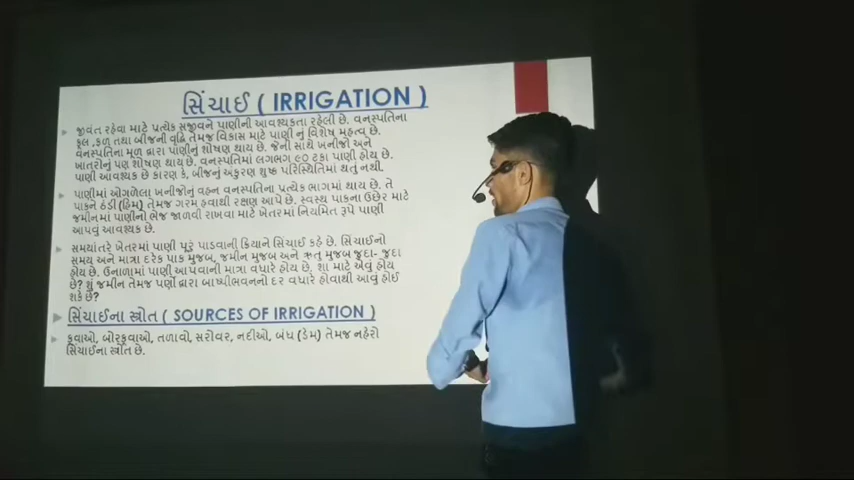 સિંચાઈ ( IRRIGATION )
જીવંત રહેવા માટે પ્રત્યેક સજીવને પાણીની આવશ્યકતા રહેલી છે. વનસ્પતિના
ફૂલ ,ફળ તથા બીજની વૃદ્ધિ તેમજ વિકાસ માટે પાણી નું વિશેષ મહત્વ છે.
વનસ્પતિના મૂળ દ્વારા પાણીનું શોષણ થાય છે. જેની સાથે ખનીજો અને
ખાતરોનું પણ શોષણ થાય છે. વનસ્પતિમાં લગભગ ૯૦ ટકા પાણી હોય છે.
પાણી આવશ્યક છે કારણ કે, બીજનું અંકુરણ શુષ્ક પરિસ્થિતિમાં થતું નથી.
પાણીમાં ઓગળેલા ખનીજોનું વહન વનસ્પતિના પ્રત્યેક ભાગમાં થાય છે. તે
પાકને ઠંડી(હિમ) તેમજ ગરમ હવાથી રક્ષણ આપે છે. સ્વસ્થ પાકના ઉછેર માટે
જમીનમાં પાણીનો ભેજ જાળવી રાખવા માટે ખેતરમાં નિયમિત રૂપે પાણી
આપવું આવશ્યક છે.
સમયાંતરે ખેતરમાં પાણી પૂરું પાડવાની ક્રિયાને સિંચાઈ કહે છે. સિંચાઈનો
સમય અને માત્રા દરેક પાક મુજબ, જમીન મુજબ અને ઋતુ મુજબ જુદા- જુદા
હોય છે. ઉનાળામાં પાણી આપવાની માત્રા વધારે હોય છે. શા માટે એવું હોય
છે? શું જમીન તેમજ પર્ણો દ્વારા બાષ્પીભવનનો દર વધારે હોવાથી આવું હોઈ
શકે છે?
સિંચાઈના સ્ત્રોત ( SOURCES OF IRRIGATION )
કૂવાઓ, બોરકૂવાઓ, તળાવો, સરોવર, નદીઓ, બંધ (ડેમ) તેમજ નહેરો
સિંચાઈના સ્ત્રોત છે.